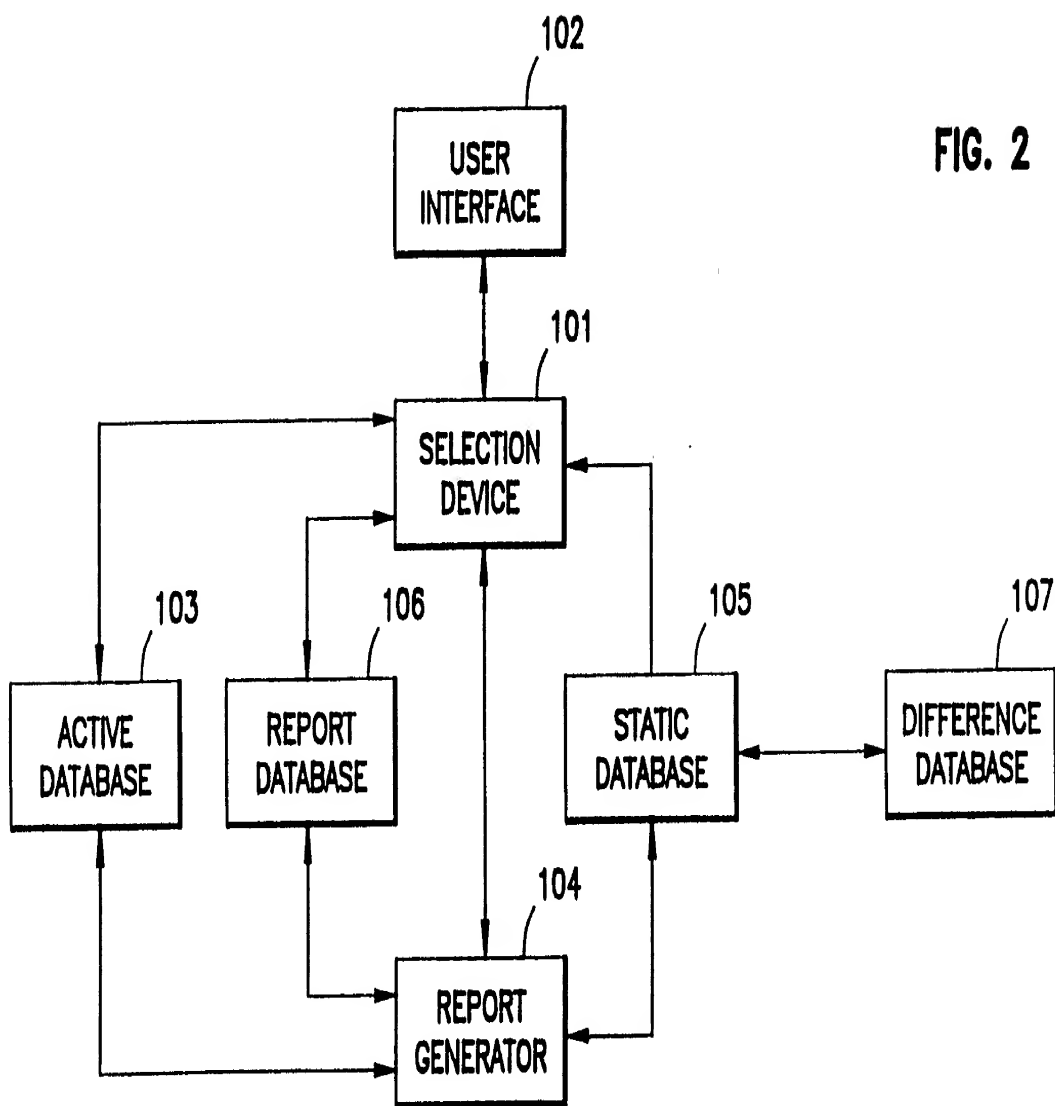 102
USER
INTERFACE
FIG. 2
101
SELECTION
DEVICE
103
ACTIVE
DATABASE
106
REPORT
DATABASE
105
STATIC
DATABASE
107
DIFFERENCE
DATABASE
104
REPORT
GENERATOR